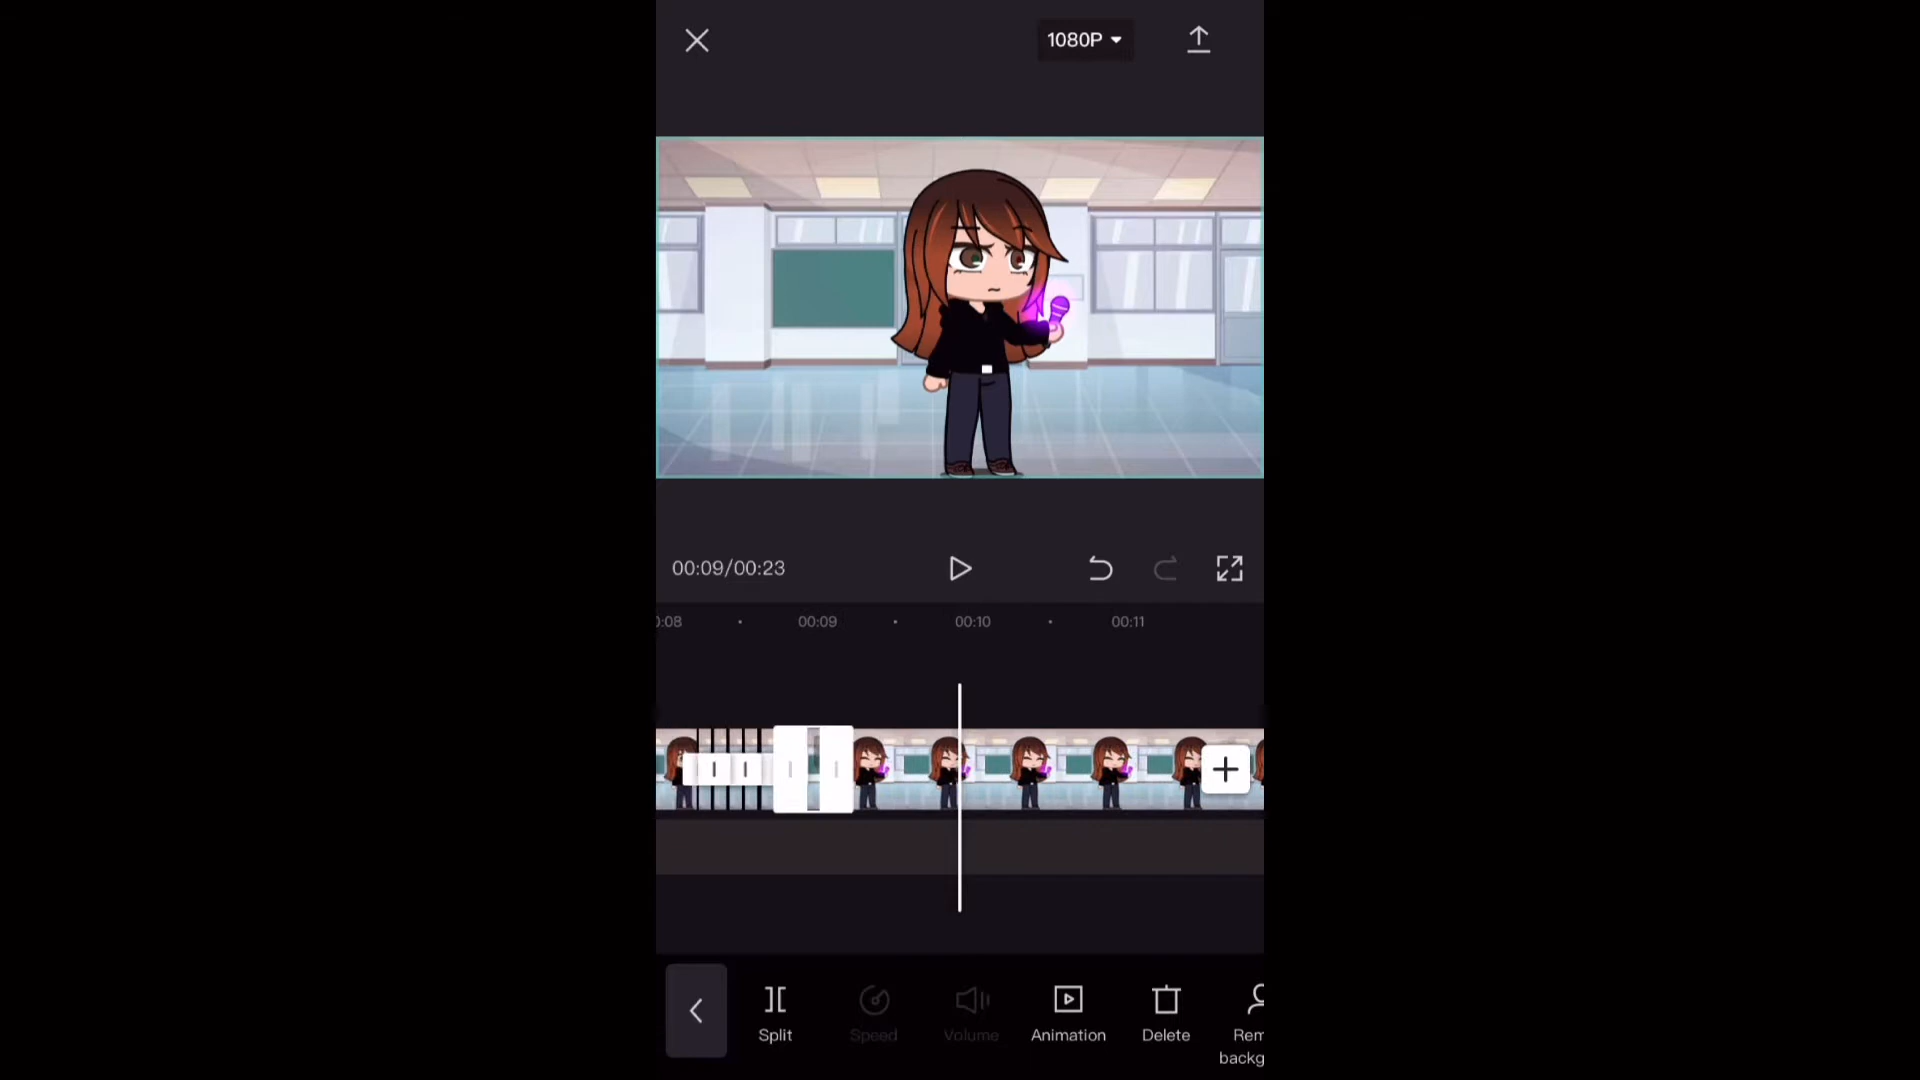 1080P
00:09/00:23
0:08 00:09 00:10 00:11
Split Speed Volume Animation Delete Rem
backg